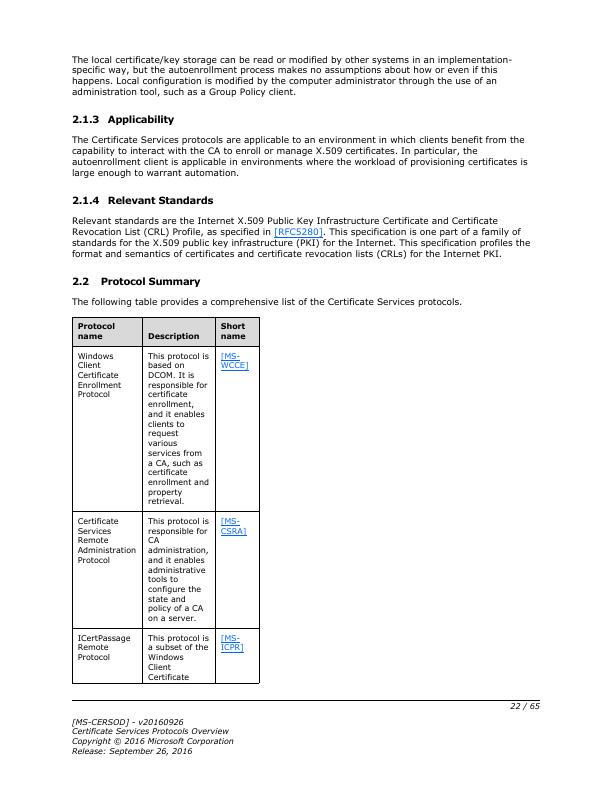 The local certificate/key storage can be read or modified by other systems in an implementation-
specific way, but the autoenrollment process makes no assumptions about how or even if this
happens. Local configuration is modified by the computer administrator through the use of an
administration tool, such as a Group Policy client.
2.1.3 Applicability
The Certificate Services protocols are applicable to an environment in which clients benefit from the
capability to interact with the CA to enroll or manage X.509 certificates. In particular, the
autoenrollment client is applicable in environments where the workload of provisioning certificates is
large enough to warrant automation.
2.1.4 Relevant Standards
Relevant standards are the Internet X.509 Public Key Infrastructure Certificate and Certificate
Revocation List (CRL) Profile, as specified in [RFC5280]. This specification is one part of a family of
standards for the X.509 public key infrastructure (PKI) for the Internet. This specification profiles the
format and semantics of certificates and certificate revocation lists (CRLs) for the Internet PKI.
2.2 Protocol Summary
The following table provides a comprehensive list of the Certificate Services protocols.
Protocol
name
Description
Short
name
Windows
Client
Certificate
Enrollment
Protocol
This protocol is
based on
DCOM. It is
responsible for
certificate
enrollment,
and it enables
clients to
request
various
services from
a CA, such as
certificate
enrollment and
property
retrieval.
[MS-
WCCE]
Certificate
Services
Remote
Administration
Protocol
This protocol is
responsible for
CA
administration,
and it enables
administrative
tools to
configure the
state and
policy of a CA
on a server.
[MS-
CSRA]
ICertPassage
Remote
Protocol
This protocol is
a subset of the
Windows
Client
Certificate
[MS-
ICPR]
22 / 65
[MS-CERSOD] - v20160926
Certificate Services Protocols Overview
Copyright © 2016 Microsoft Corporation
Release: September 26, 2016